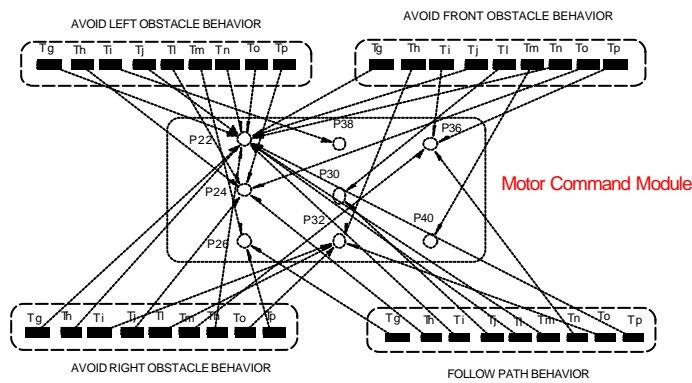 AVOID LEFT OBSTACLE BEHAVIOR
AVOID FRONT OBSTACLE BEHAVIOR
Tg Th Ti Tj Tl Tm Tn To Tp
Tg Th Ti Tj Tl Tm Tn To Tp
P22
P38
P36
P24
P30
Motor Command Module
P26
P32
P40
Tg Th Ti Tj Tl Tm Th To Tp
Tg Th Ti Tj Tl Tm Tn To Tp
AVOID RIGHT OBSTACLE BEHAVIOR
FOLLOW PATH BEHAVIOR